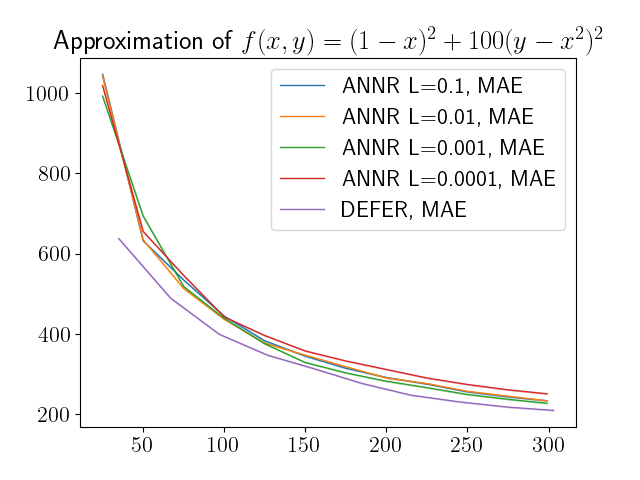 Approximation of $f(x, y) = (1 - x)^2 + 100(y - x^2)^2$
ANNR L=0.1, MAE
ANNR L=0.01, MAE
ANNR L=0.001, MAE
ANNR L=0.0001, MAE
DEFER, MAE
1000
800
600
400
200
50 100 150 200 250 300